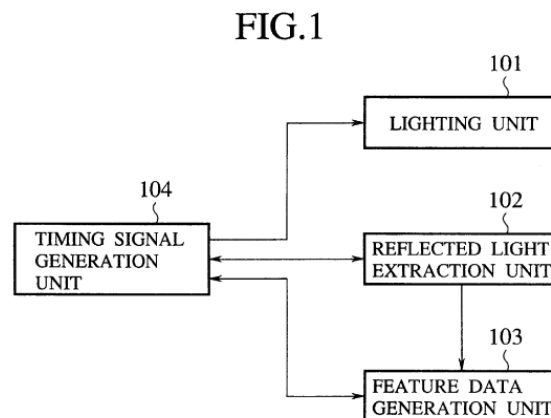 FIG.1
101
LIGHTING UNIT
104
TIMING SIGNAL
GENERATION
UNIT
102
REFLECTED LIGHT
EXTRACTION UNIT
103
FEATURE DATA
GENERATION UNIT